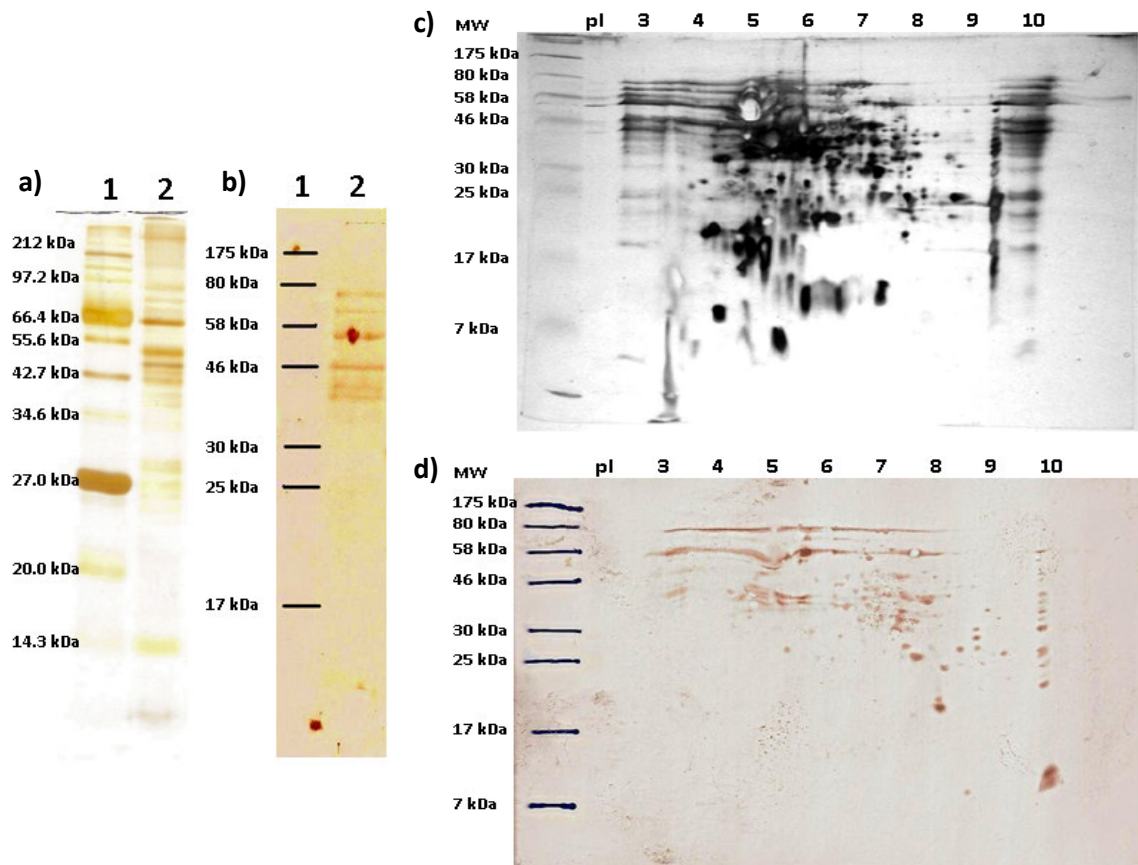 a)
1 2
212 kDa
97.2 kDa
66.4 kDa
55.6 kDa
42.7 kDa
34.6 kDa
27.0 kDa
20.0 kDa
14.3 kDa
b)
1 2
175 kDa
80 kDa
58 kDa
46 kDa
30 kDa
25 kDa
17 kDa
c)
MW pI 3 4 5 6 7 8 9 10
175 kDa
80 kDa
58 kDa
46 kDa
30 kDa
25 kDa
17 kDa
7 kDa
d)
MW pI 3 4 5 6 7 8 9 10
175 kDa
80 kDa
58 kDa
46 kDa
30 kDa
25 kDa
17 kDa
7 kDa